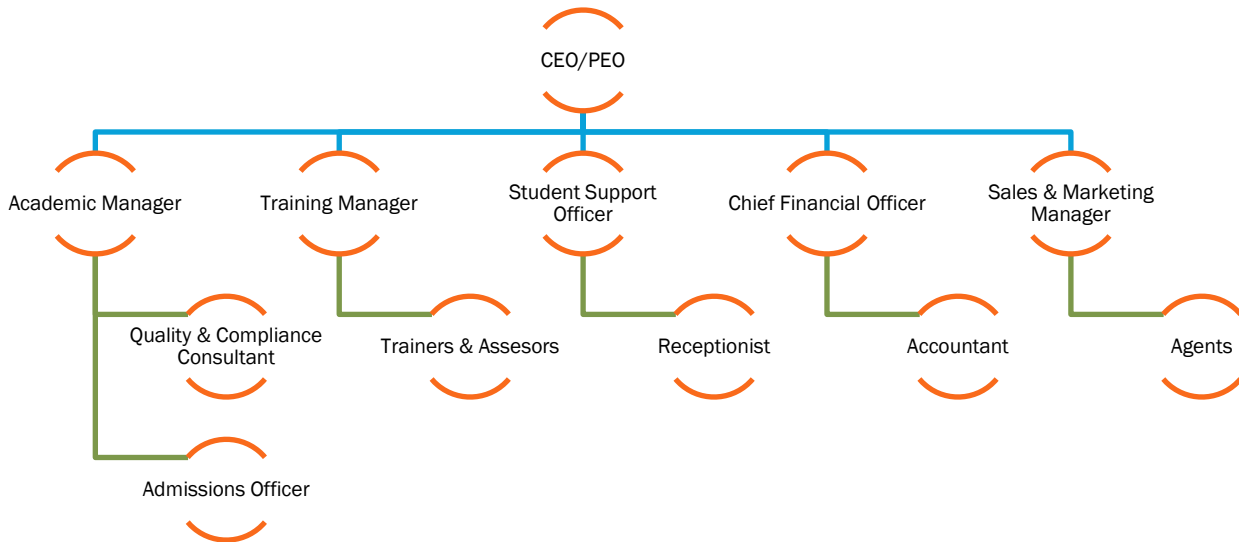 CEO/PEO
Academic Manager
Training Manager
Student Support
Officer
Chief Financial Officer
Sales & Marketing
Manager
Quality & Compliance
Consultant
Trainers & Assesors
Receptionist
Accountant
Agents
Admissions Officer